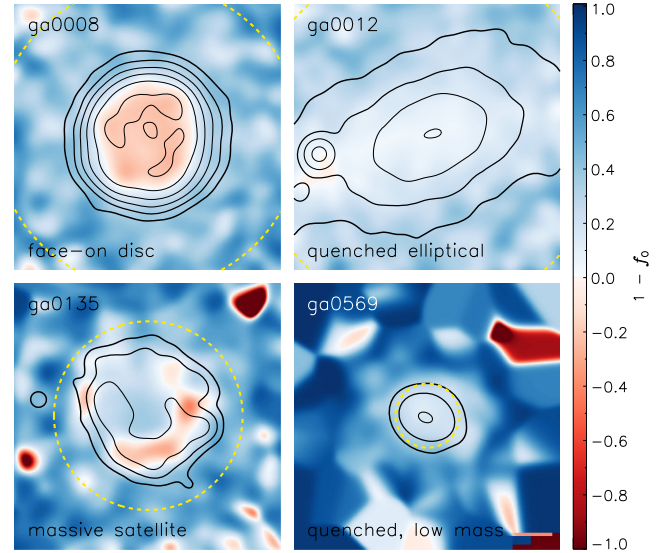 ga0008
face-on disc
ga0012
quenched elliptical
ga0135
massive satellite
ga0569
quenched, low mass
1.0
0.8
0.6
0.4
0.2
0.0
-0.2
-0.4
-0.6
-0.8
-1.0
1 - f₀